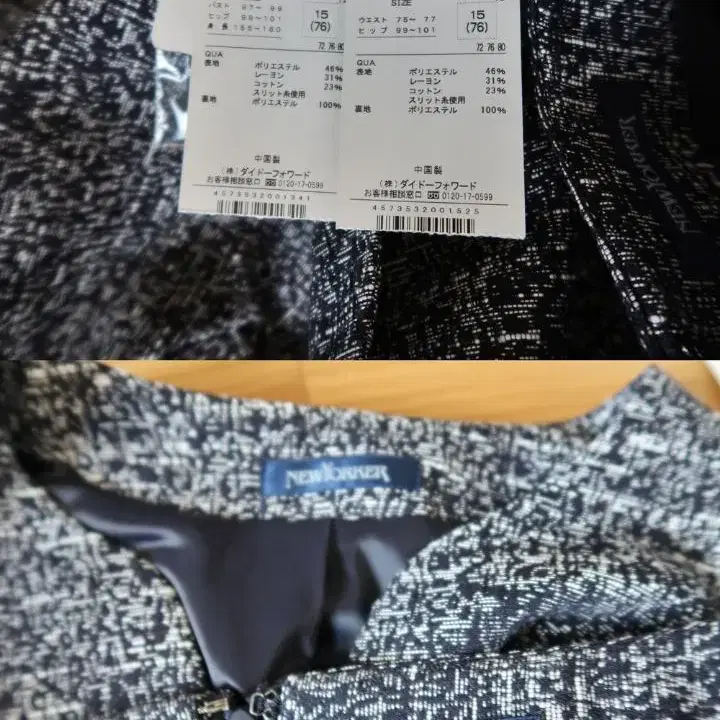 バスト 97～ 99
ヒップ 99～101
身 長 155～160
15
(76)
72 76 80
QUA
表地 ポリエステル 46%
レーヨン 31%
コットン 23%
スリット糸使用
裏地 ポリエステル 100%
中国製
(株) ダイドーフォワード
お客様相談窓口 0120-17-0599
4573532001341
SIZE
ウエスト 75～ 77
ヒップ 99～101
15
(76)
72 76 80
QUA
表地 ポリエステル 46%
レーヨン 31%
コットン 23%
スリット糸使用
裏地 ポリエステル 100%
中国製
(株) ダイドーフォワード
お客様相談窓口 0120-17-0599
4573532001525
NEWYORKER
NEWYORKER